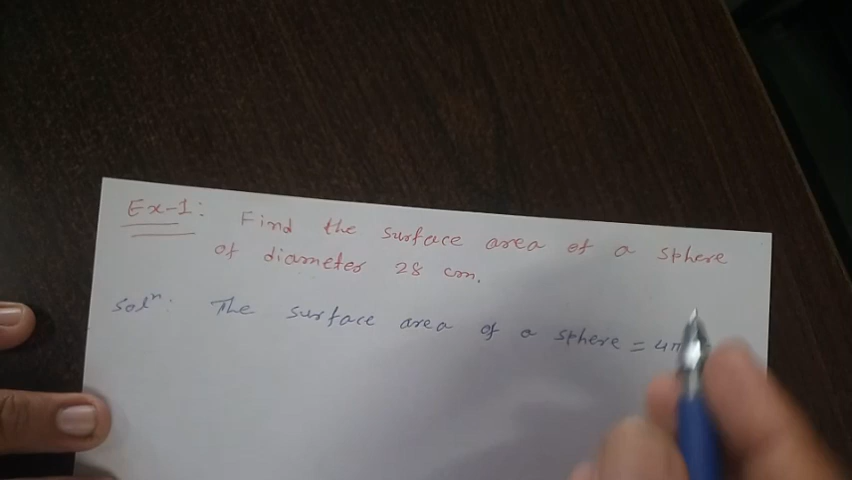 Ex-1: Find the surface area of a sphere
of diameter 28 cm.
Solⁿ: The surface area of a sphere = 4π